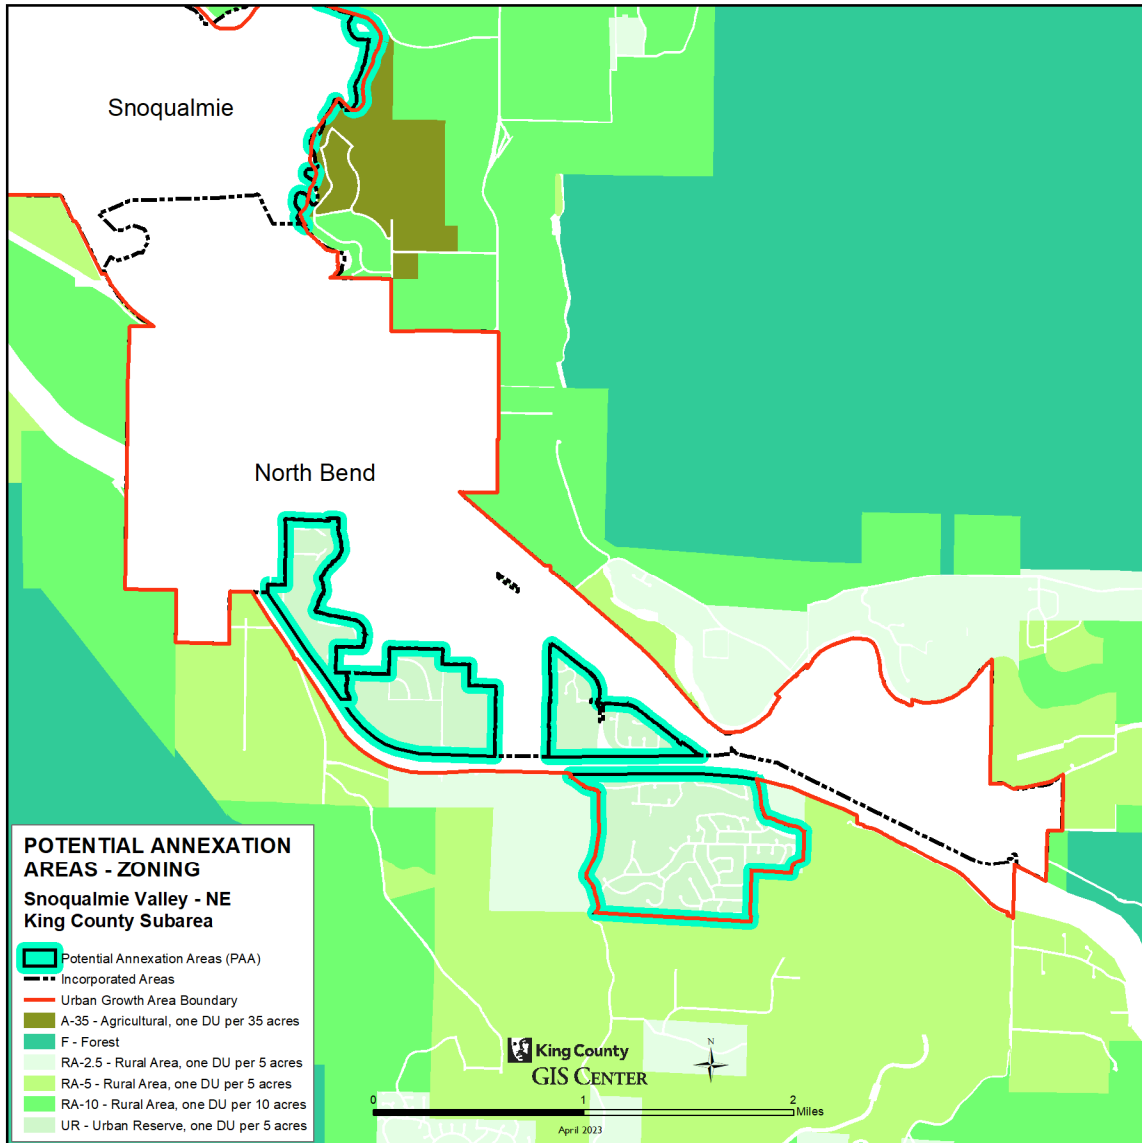 Snoqualmie
North Bend
POTENTIAL ANNEXATION
AREAS - ZONING
Snoqualmie Valley - NE
King County Subarea
Potential Annexation Areas (PAA)
Incorporated Areas
Urban Growth Area Boundary
A-35 - Agricultural, one DU per 35 acres
F - Forest
RA-2.5 - Rural Area, one DU per 5 acres
RA-5 - Rural Area, one DU per 5 acres
RA-10 - Rural Area, one DU per 10 acres
UR - Urban Reserve, one DU per 5 acres
King County
GIS CENTER
N
0 1 2
Miles
April 2023